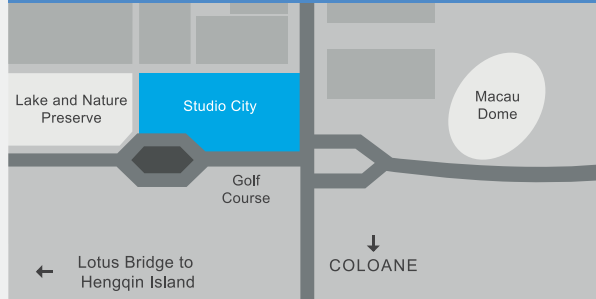 Lake and Nature
Preserve
Studio City
Macau
Dome
Golf
Course
Lotus Bridge to
Hengqin Island
COLOANE